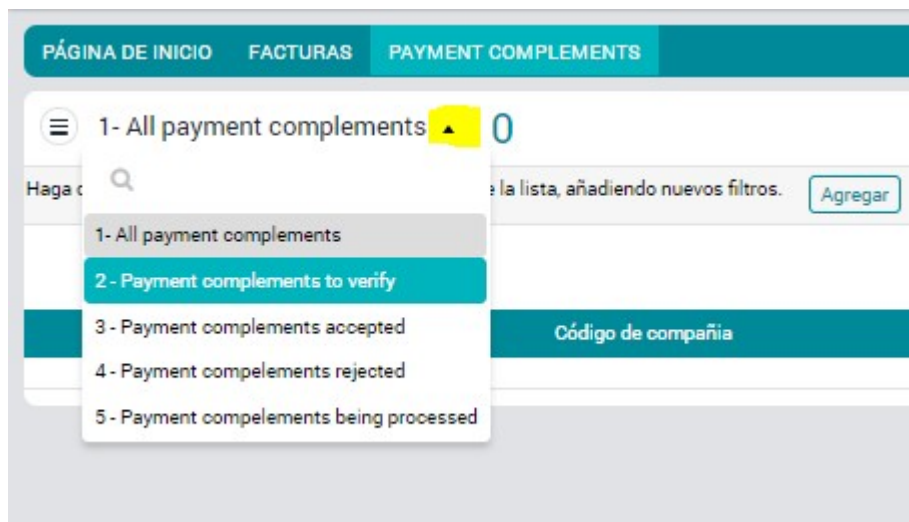 PÁGINA DE INICIO FACTURAS PAYMENT COMPLEMENTS
1- All payment complements 0
Haga la lista, añadiendo nuevos filtros. Agregar
1- All payment complements
2 - Payment complements to verify
3 - Payment complements accepted
Código de compañia
4 - Payment compelements rejected
5 - Payment compelements being processed